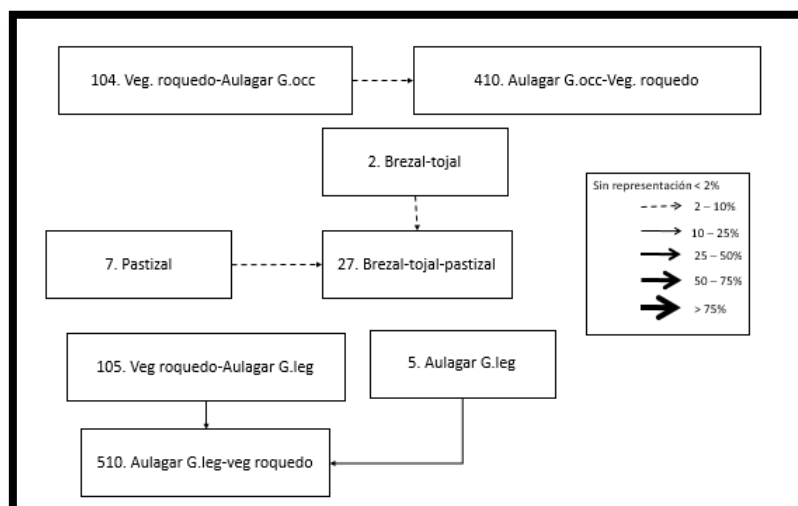 104. Veg. roquedo-Aulagar G.occ
410. Aulagar G.occ-Veg. roquedo
2. Brezal-tojal
7. Pastizal
27. Brezal-tojal-pastizal
105. Veg roquedo-Aulagar G.leg
5. Aulagar G.leg
510. Aulagar G.leg-veg roquedo
Sin representación < 2%
2 – 10%
10 – 25%
25 – 50%
50 – 75%
> 75%